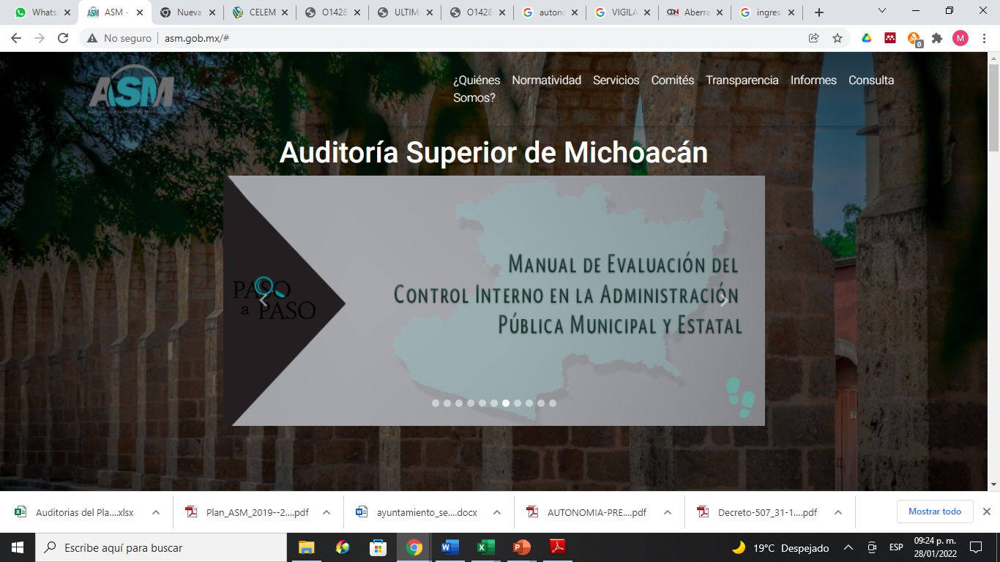 Whats
ASM -
Nueva
CELEM
O1428
ULTIM
O1428
auton
VIGILA
Aberra
ingres
No seguro
asm.gob.mx/#
0
M
ASM
¿Quiénes Somos?
Normatividad
Servicios
Comités
Transparencia
Informes
Consulta
Auditoría Superior de Michoacán
PASO
a PASO
Manual de Evaluación del
Control Interno en la Administración
Pública Municipal y Estatal
Auditorias del Pla....xlsx
Plan_ASM_2019--2....pdf
ayuntamiento_se....docx
AUTONOMIA-PRE....pdf
Decreto-507_31-1....pdf
Mostrar todo
Escribe aquí para buscar
19°C Despejado
ESP
09:24 p. m.
28/01/2022